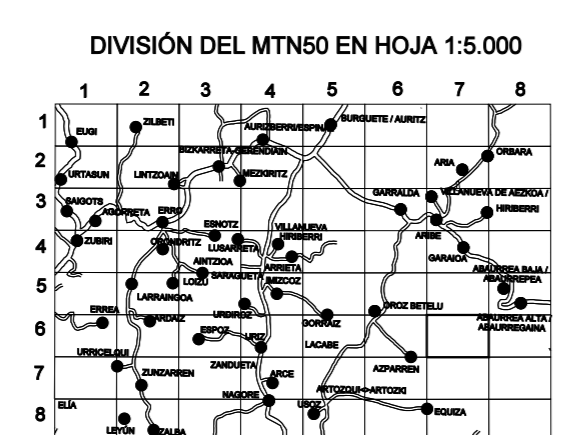 DIVISIÓN DEL MTN50 EN HOJA 1:5.000
1 2 3 4 5 6 7 8
1
ZILBETI
BURGUETE / AURITZ
AURIZBERRI/ESPINAL
EUGI
2
BIZKARRETA-GERENDIAIN
ORBARA
ARIA
URTASUN
LINTZOAIN
MEZKIRITZ
3
GARRALDA
VILLANUEVA DE AEZKOA /
HIRIBERRI
SAIGOTS
AGORRETA
ERRO
ESNOTZ
VILLANUEVA
HIRIBERRI
ARIBE
4
ZUBIRI
ORONDRITZ
LUSARRETA
GARAIOA
AINTZIOA
ARRIETA
ABAURREA BAJA /
ABAURREPEA
5
SARAGUETA
LOIZU
IMIZCOZ
LARRAINGOA
OROZ BETELU
ERREA
URDIROZ
ABAURREA ALTA /
ABAURREGAINA
6
ARDAIZ
GORRAIZ
ESPOZ
URIZ
LACABE
URRICELQUI
ZANDUETA
AZPARREN
7
ZUNZARREN
ARCE
ARTOZQUI<>ARTOZKI
NAGORE
ELÍA
USOZ
8
EQUIZA
LEYÚN
ZALBA